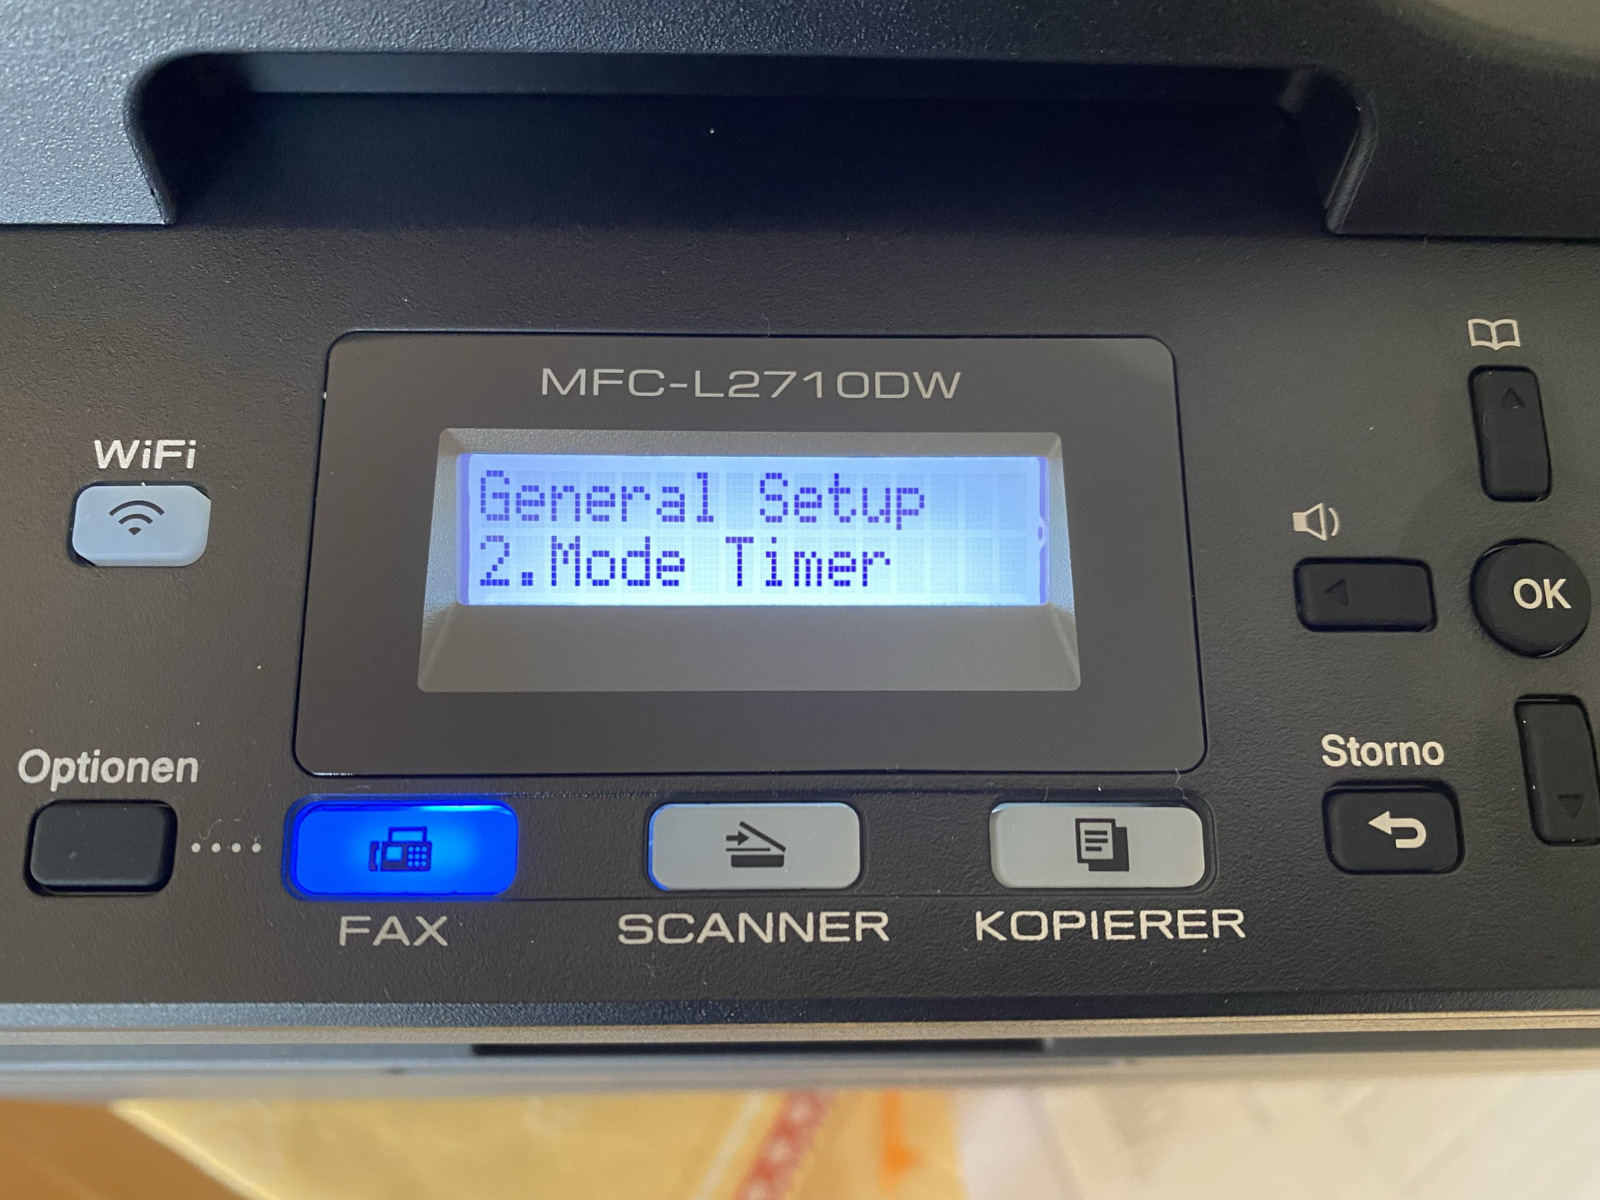 MFC-L2710DW
WiFi
General Setup
2.Mode Timer
OK
Optionen
Storno
FAX
SCANNER
KOPIERER